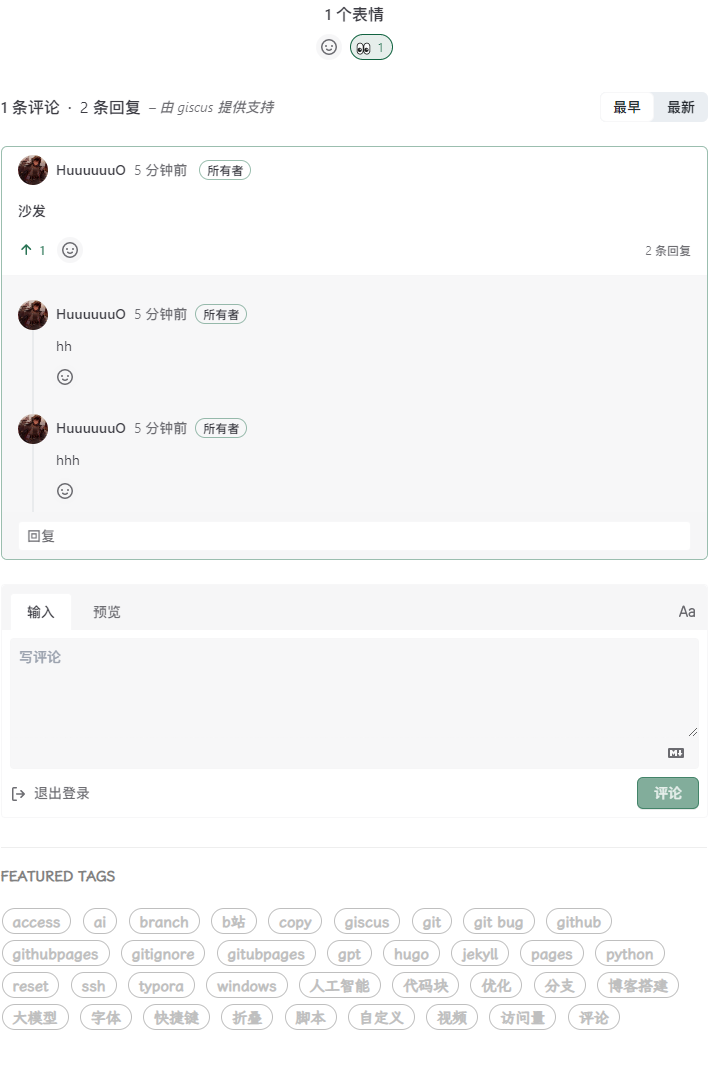 1 个表情
👀 1
1 条评论 · 2 条回复 – 由 giscus 提供支持 最早 最新
HuuuuuuO 5 分钟前 所有者
沙发
↑ 1 2 条回复
HuuuuuuO 5 分钟前 所有者
hh
HuuuuuuO 5 分钟前 所有者
hhh
回复
输入 预览 Aa
写评论
M↓
退出登录 评论
FEATURED TAGS
access ai branch b站 copy giscus git git bug github
githubpages gitignore gitubpages gpt hugo jekyll pages python
reset ssh typora windows 人工智能 代码块 优化 分支 博客搭建
大模型 字体 快捷键 折叠 脚本 自定义 视频 访问量 评论